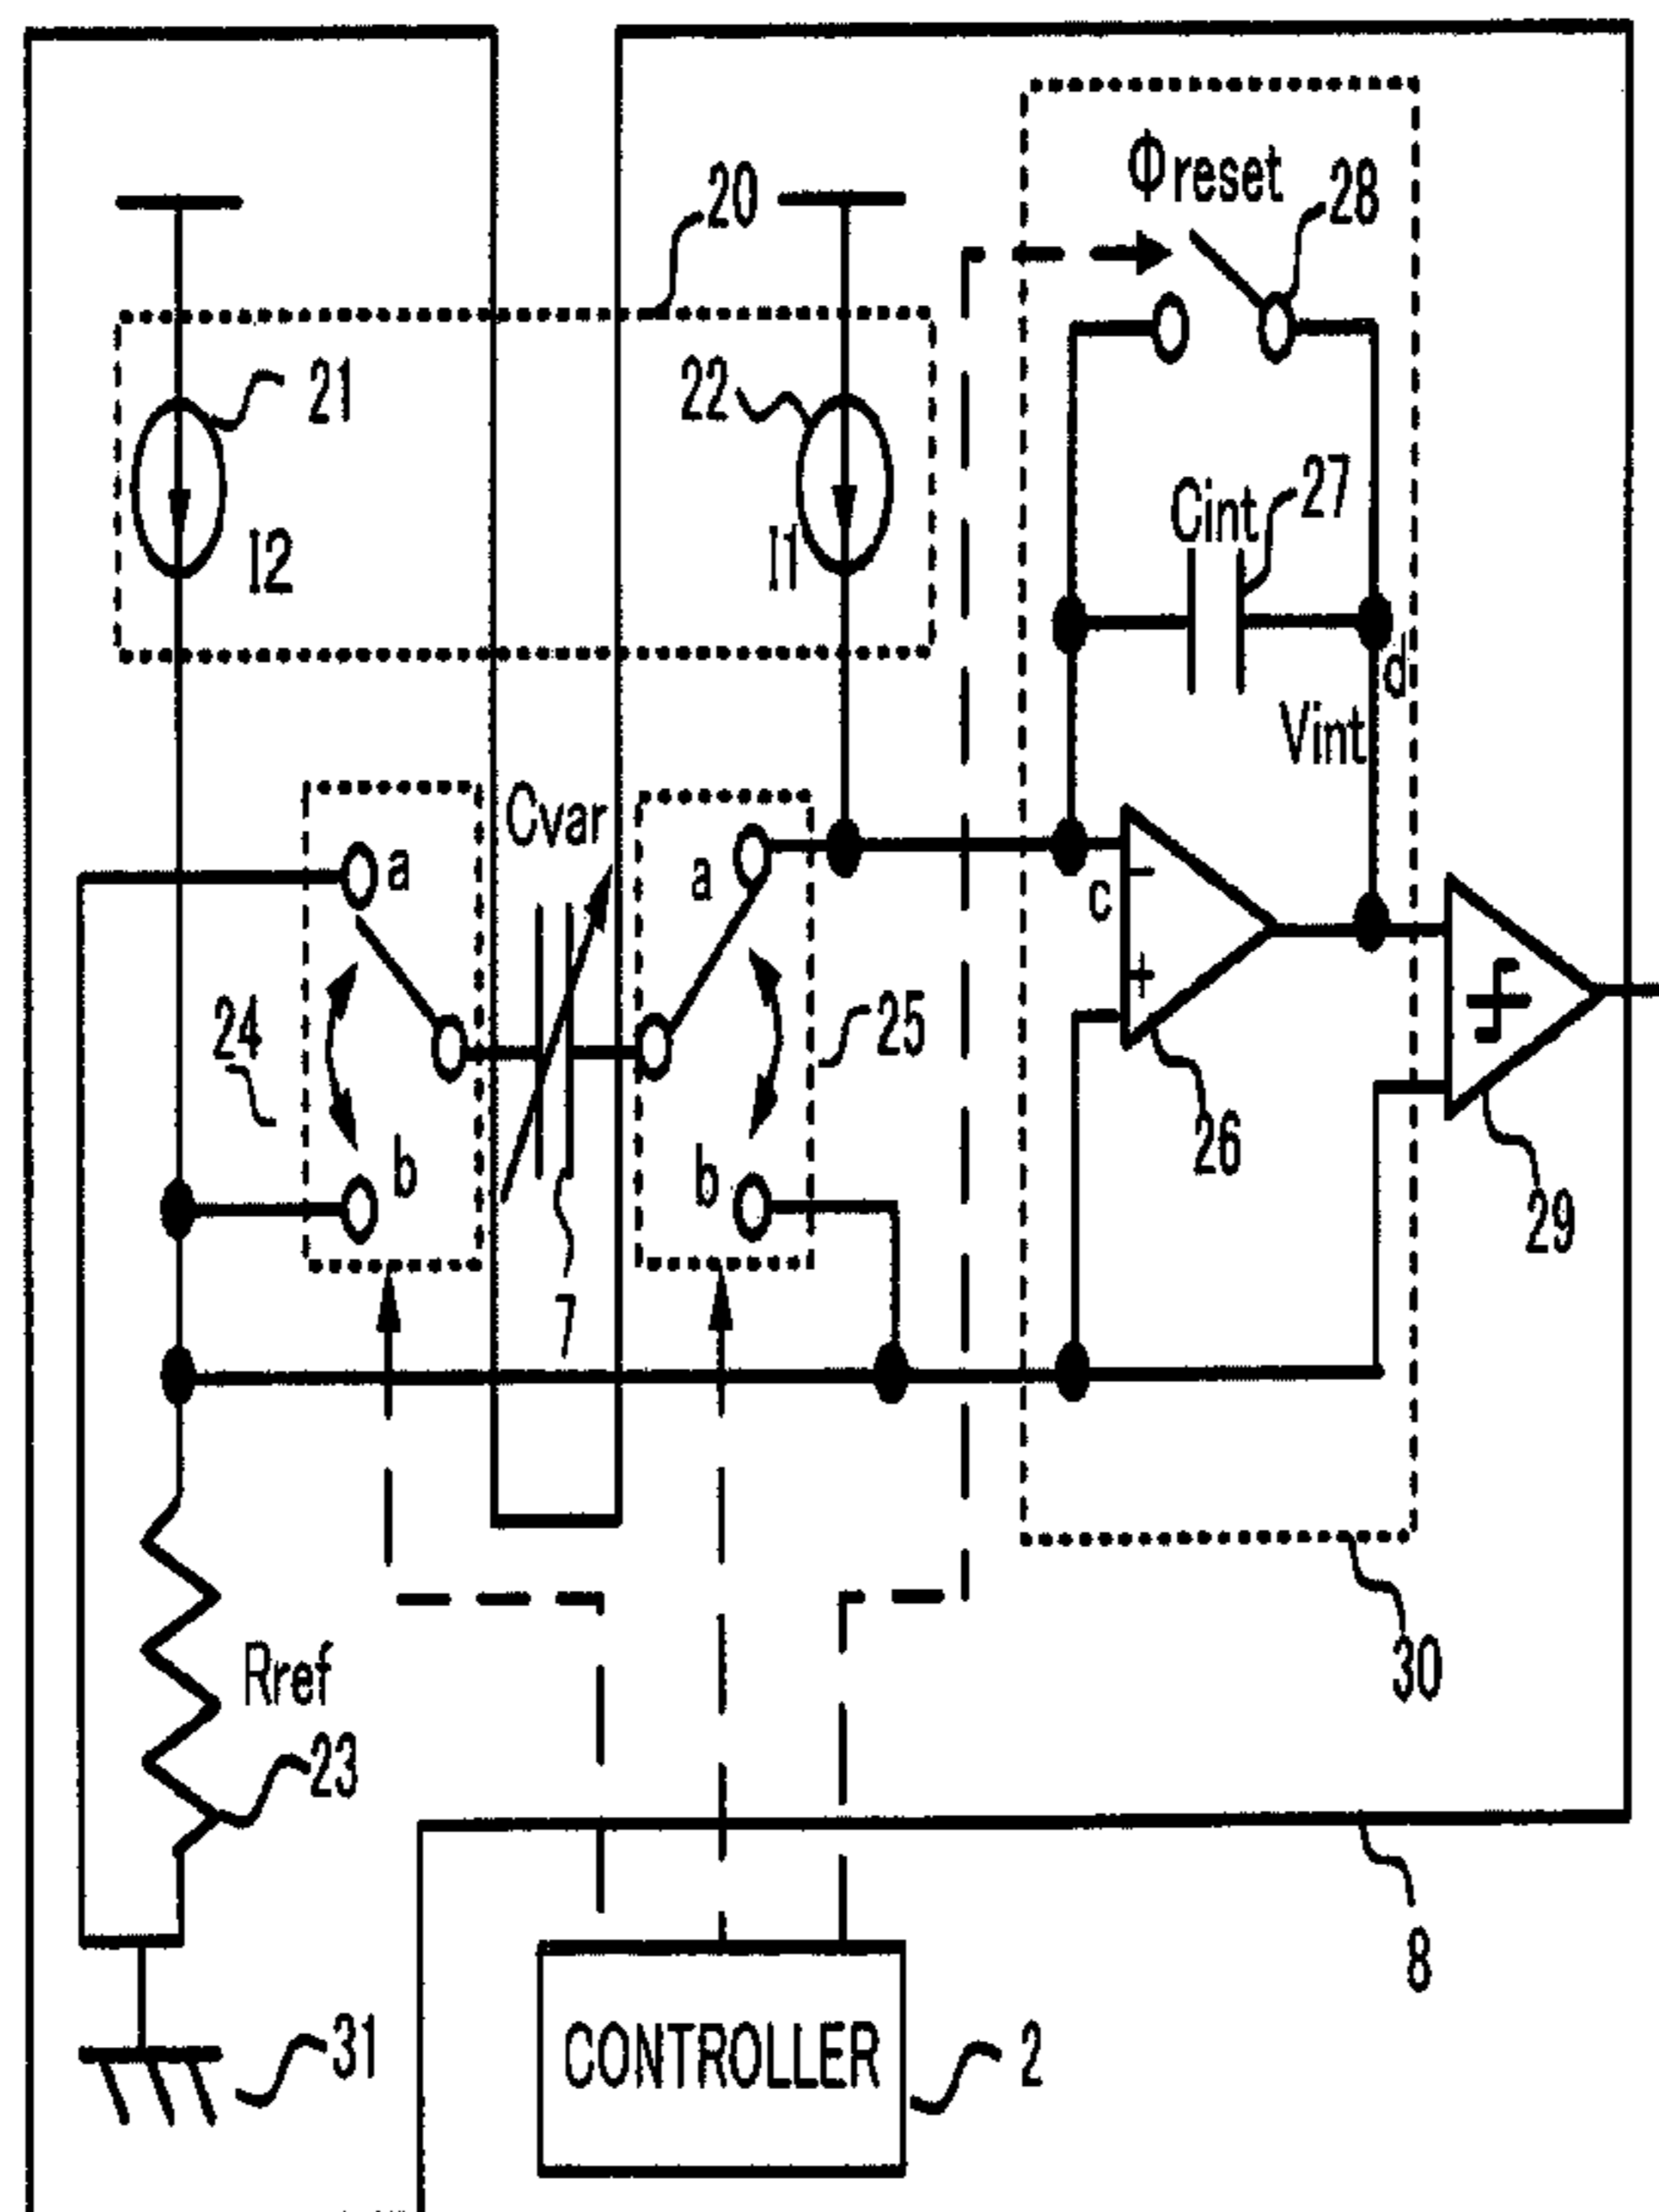 Φreset
28
20
21
22
I2
I1
Cint
27
d
Vint
Cvar
a
a
c
-
+
24
25
b
b
26
29
7
Rref
23
30
8
31
CONTROLLER
2